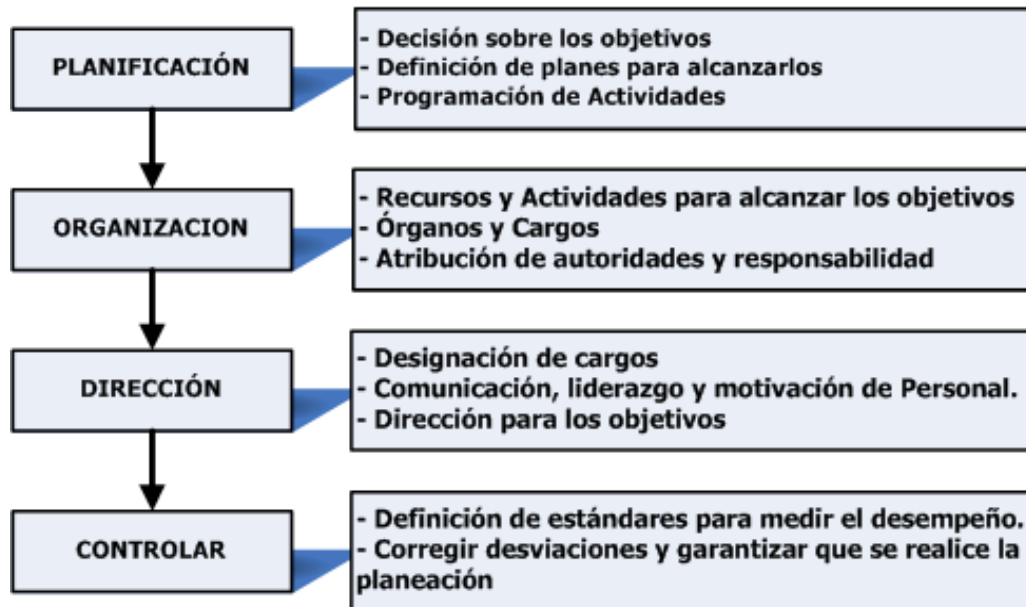 PLANIFICACIÓN
- Decisión sobre los objetivos
- Definición de planes para alcanzarlos
- Programación de Actividades
ORGANIZACION
- Recursos y Actividades para alcanzar los objetivos
- Órganos y Cargos
- Atribución de autoridades y responsabilidad
DIRECCIÓN
- Designación de cargos
- Comunicación, liderazgo y motivación de Personal.
- Dirección para los objetivos
CONTROLAR
- Definición de estándares para medir el desempeño.
- Corregir desviaciones y garantizar que se realice la
planeación